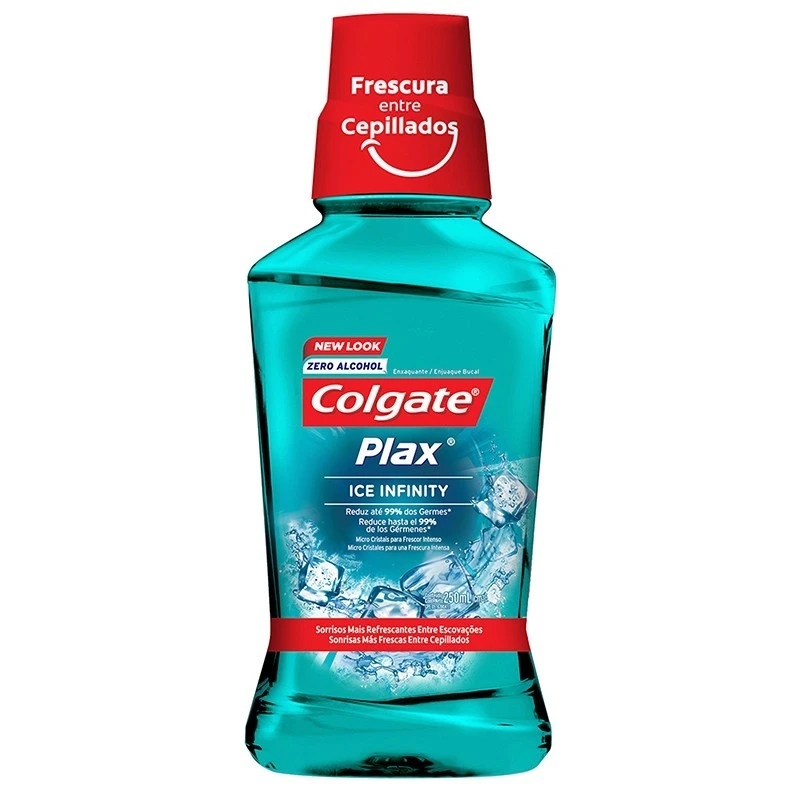 Frescura
entre
Cepillados
NEW LOOK
ZERO ALCOHOL
Enxaguante / Enjuague Bucal
Colgate®
Plax®
ICE INFINITY
Reduz até 99% dos Germes*
Reduce hasta el 99%
de los Gérmenes*
Micro Cristais para Frescor Intenso
Micro Cristales para una Frescura Intensa
250mL
Sorrisos Mais Refrescantes Entre Escovações
Sonrisas Más Frescas Entre Cepillados